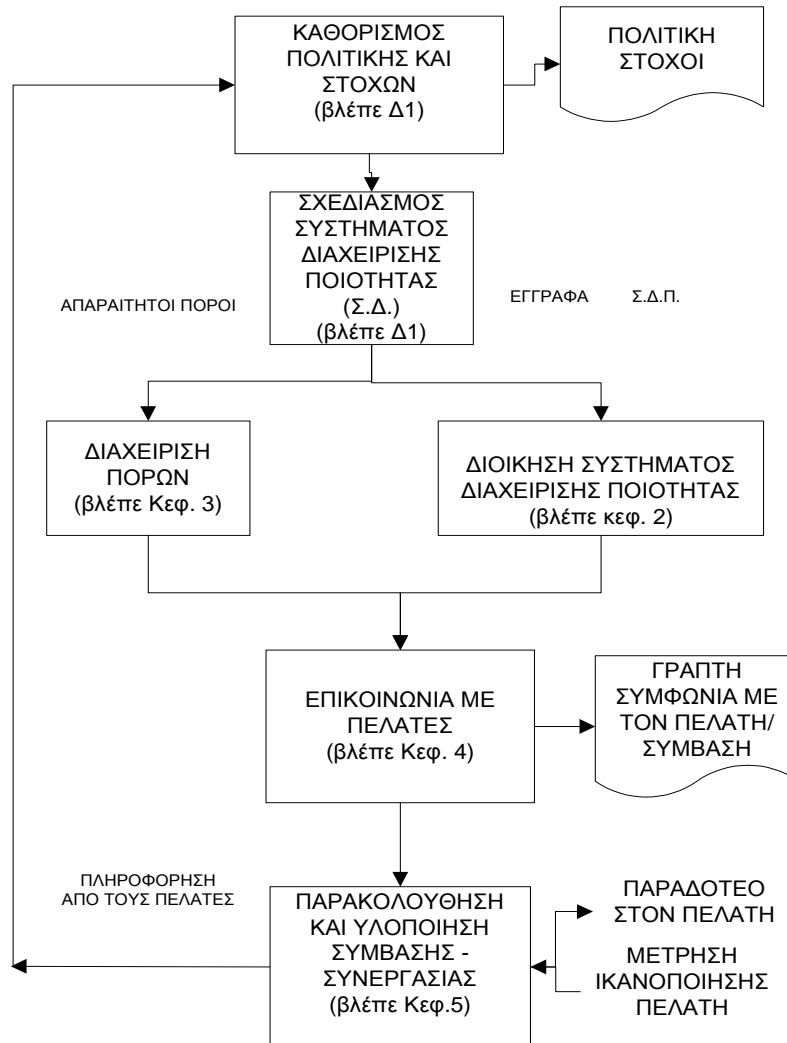 ΚΑΘΟΡΙΣΜΟΣ
ΠΟΛΙΤΙΚΗΣ ΚΑΙ
ΣΤΟΧΩΝ
(βλέπε Δ1)
ΠΟΛΙΤΙΚΗ
ΣΤΟΧΟΙ
ΣΧΕΔΙΑΣΜΟΣ
ΣΥΣΤΗΜΑΤΟΣ
ΔΙΑΧΕΙΡΙΣΗΣ
ΠΟΙΟΤΗΤΑΣ
(Σ.Δ.)
(βλέπε Δ1)
ΑΠΑΡΑΙΤΗΤΟΙ ΠΟΡΟΙ
ΕΓΓΡΑΦΑ Σ.Δ.Π.
ΔΙΑΧΕΙΡΙΣΗ
ΠΟΡΩΝ
(βλέπε Κεφ. 3)
ΔΙΟΙΚΗΣΗ ΣΥΣΤΗΜΑΤΟΣ
ΔΙΑΧΕΙΡΙΣΗΣ ΠΟΙΟΤΗΤΑΣ
(βλέπε κεφ. 2)
ΕΠΙΚΟΙΝΩΝΙΑ ΜΕ
ΠΕΛΑΤΕΣ
(βλέπε Κεφ. 4)
ΓΡΑΠΤΗ
ΣΥΜΦΩΝΙΑ ΜΕ
ΤΟΝ ΠΕΛΑΤΗ/
ΣΥΜΒΑΣΗ
ΠΛΗΡΟΦΟΡΗΣΗ
ΑΠΟ ΤΟΥΣ ΠΕΛΑΤΕΣ
ΠΑΡΑΚΟΛΟΥΘΗΣΗ
ΚΑΙ ΥΛΟΠΟΙΗΣΗ
ΣΥΜΒΑΣΗΣ -
ΣΥΝΕΡΓΑΣΙΑΣ
(βλέπε Κεφ.5)
ΠΑΡΑΔΟΤΕΟ
ΣΤΟΝ ΠΕΛΑΤΗ
ΜΕΤΡΗΣΗ
ΙΚΑΝΟΠΟΙΗΣΗΣ
ΠΕΛΑΤΗ